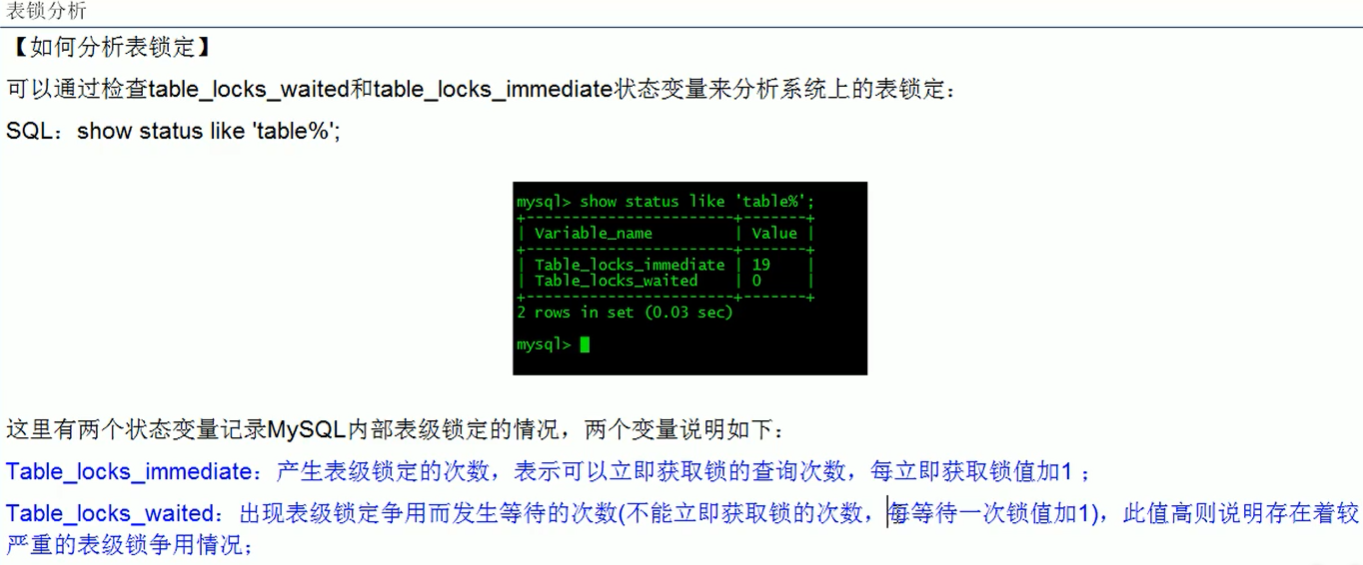 表锁分析
【如何分析表锁定】
可以通过检查table_locks_waited和table_locks_immediate状态变量来分析系统上的表锁定：
SQL：show status like 'table%';
mysql> show status like 'table%';
+-----------------------+-------+
| Variable_name         | Value |
+-----------------------+-------+
| Table_locks_immediate | 19    |
| Table_locks_waited    | 0     |
+-----------------------+-------+
2 rows in set (0.03 sec)
mysql>
这里有两个状态变量记录MySQL内部表级锁定的情况，两个变量说明如下：
Table_locks_immediate：产生表级锁定的次数，表示可以立即获取锁的查询次数，每立即获取锁值加1 ；
Table_locks_waited：出现表级锁定争用而发生等待的次数(不能立即获取锁的次数，每等待一次锁值加1)，此值高则说明存在着较
严重的表级锁争用情况；